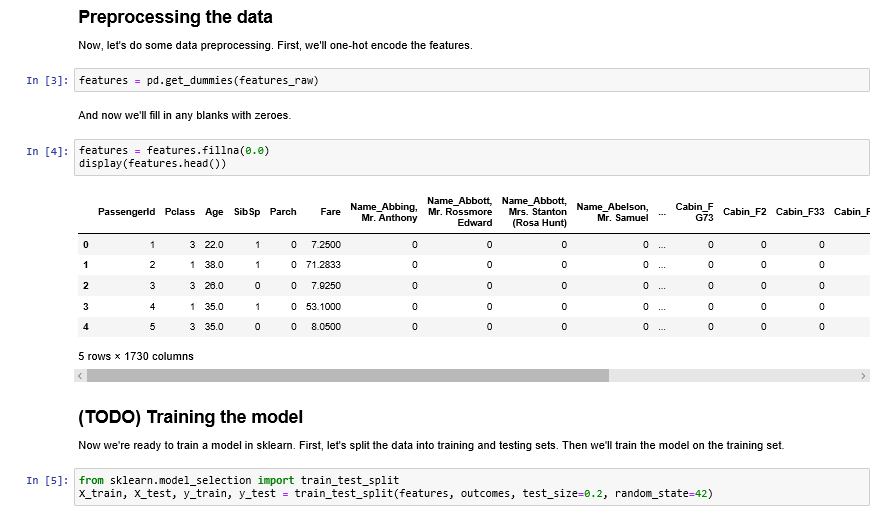 Preprocessing the data
Now, let's do some data preprocessing. First, we'll one-hot encode the features.
In [3]: features = pd.get_dummies(features_raw)
And now we'll fill in any blanks with zeroes.
In [4]: features = features.fillna(0.0)
display(features.head())
PassengerId Pclass Age SibSp Parch Fare Name_Abbing, Mr. Anthony Name_Abbott, Mr. Rossmore Edward Name_Abbott, Mrs. Stanton (Rosa Hunt) Name_Abelson, Mr. Samuel ... Cabin_F G73 Cabin_F2 Cabin_F33 Cabin_F
0 1 3 22.0 1 0 7.2500 0 0 0 0 ... 0 0 0
1 2 1 38.0 1 0 71.2833 0 0 0 0 ... 0 0 0
2 3 3 26.0 0 0 7.9250 0 0 0 0 ... 0 0 0
3 4 1 35.0 1 0 53.1000 0 0 0 0 ... 0 0 0
4 5 3 35.0 0 0 8.0500 0 0 0 0 ... 0 0 0
5 rows × 1730 columns
(TODO) Training the model
Now we're ready to train a model in sklearn. First, let's split the data into training and testing sets. Then we'll train the model on the training set.
In [5]: from sklearn.model_selection import train_test_split
X_train, X_test, y_train, y_test = train_test_split(features, outcomes, test_size=0.2, random_state=42)